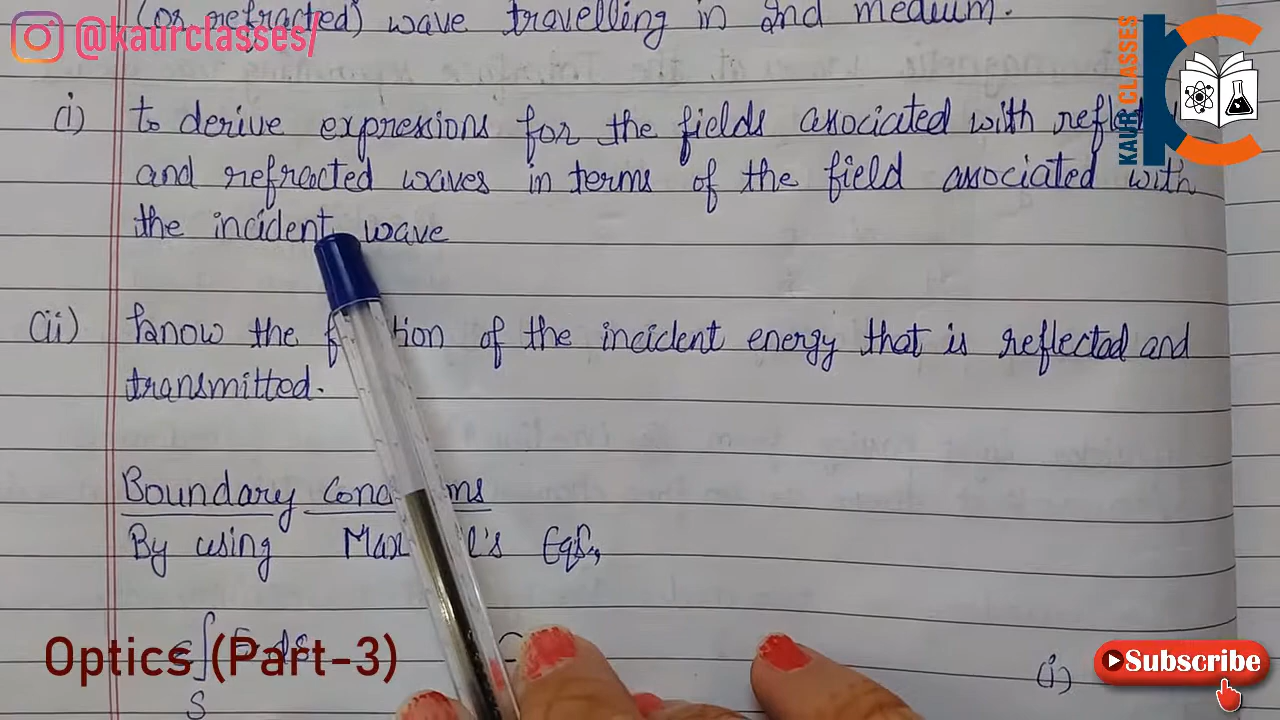 (or refracted) wave travelling in 2nd medium.
@kaurclasses/
KAUR CLASSES
(i) to derive expressions for the fields associated with
and refracted waves in terms of the field associated with
the incident wave
(ii) know the of the incident energy that is reflected and
transmitted.
Boundary
By using Eqs,
S
(i)
Optics (Part-3)
Subscribe